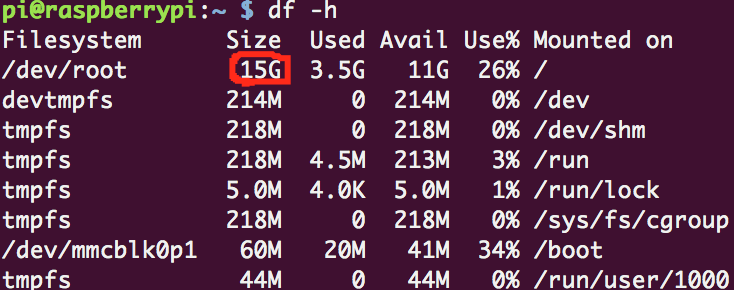 pi@raspberrypi:~ $ df -h
Filesystem      Size  Used Avail Use% Mounted on
/dev/root        15G  3.5G   11G  26% /
devtmpfs        214M     0  214M   0% /dev
tmpfs           218M     0  218M   0% /dev/shm
tmpfs           218M  4.5M  213M   3% /run
tmpfs           5.0M  4.0K  5.0M   1% /run/lock
tmpfs           218M     0  218M   0% /sys/fs/cgroup
/dev/mmcblk0p1   60M   20M   41M  34% /boot
tmpfs            44M     0   44M   0% /run/user/1000